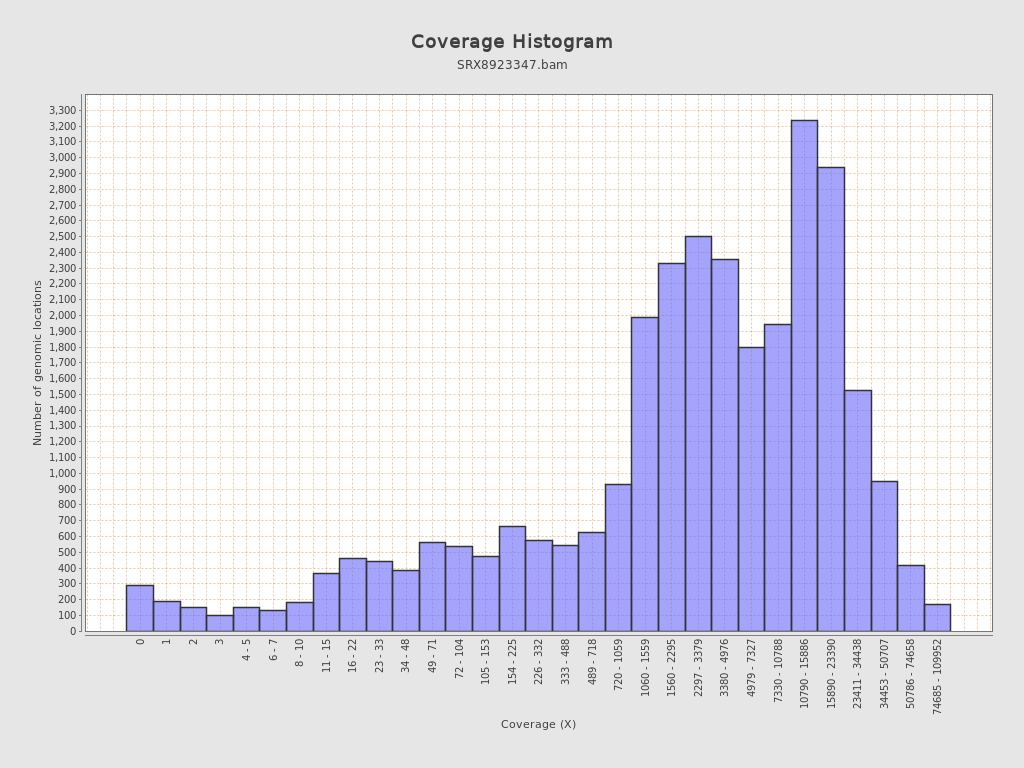 Coverage Histogram
SRX8923347.bam
Number of genomic locations
3,300
3,200
3,100
3,000
2,900
2,800
2,700
2,600
2,500
2,400
2,300
2,200
2,100
2,000
1,900
1,800
1,700
1,600
1,500
1,400
1,300
1,200
1,100
1,000
900
800
700
600
500
400
300
200
100
0
0
1
2
3
4 - 5
6 - 7
8 - 10
11 - 15
16 - 22
23 - 33
34 - 48
49 - 71
72 - 104
105 - 153
154 - 225
226 - 332
333 - 488
489 - 718
720 - 1059
1060 - 1559
1560 - 2295
2297 - 3379
3380 - 4976
4979 - 7327
7330 - 10788
10790 - 15886
15890 - 23390
23411 - 34438
34453 - 50707
50786 - 74658
74685 - 109952
Coverage (X)